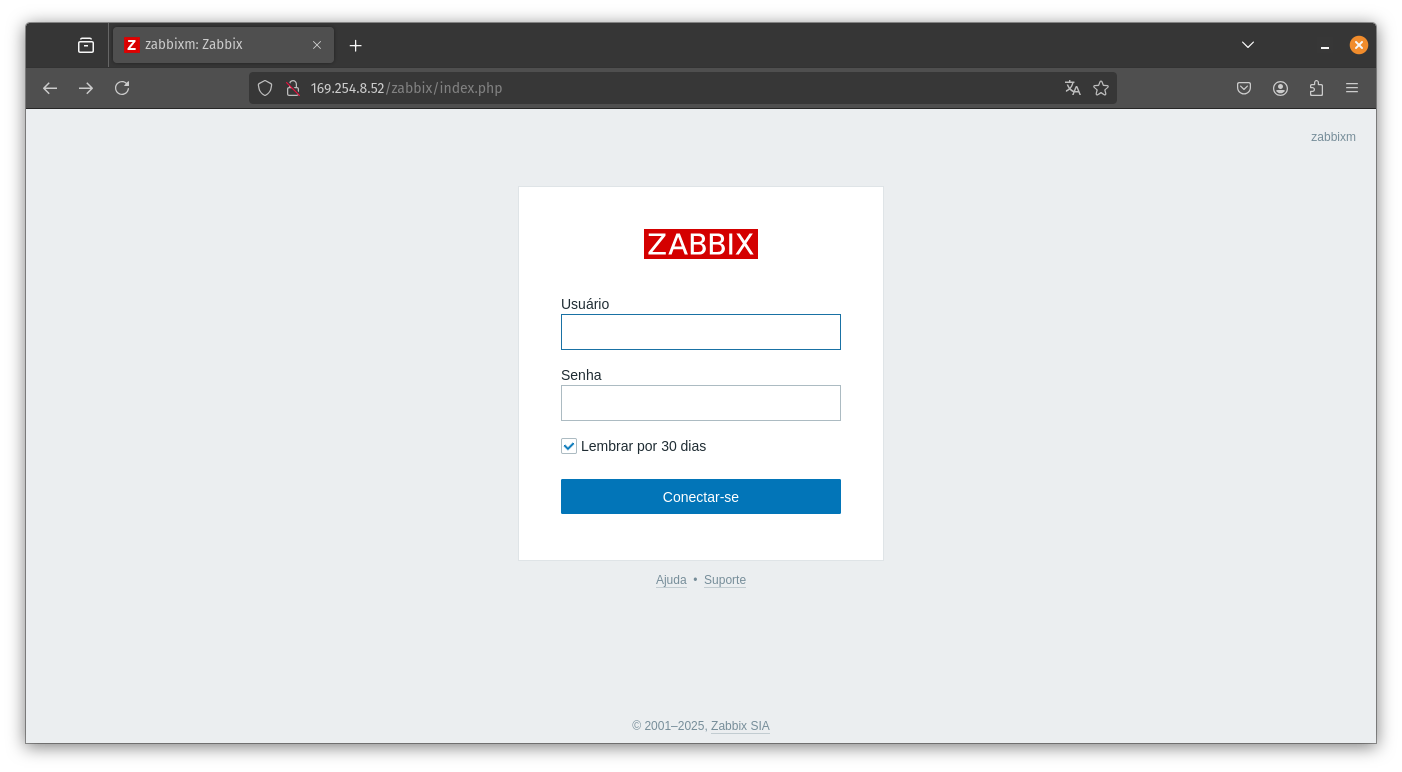 zabbixm: Zabbix
169.254.8.52/zabbix/index.php
zabbixm
ZABBIX
Usuário
Senha
Lembrar por 30 dias
Conectar-se
Ajuda • Suporte
© 2001–2025, Zabbix SIA